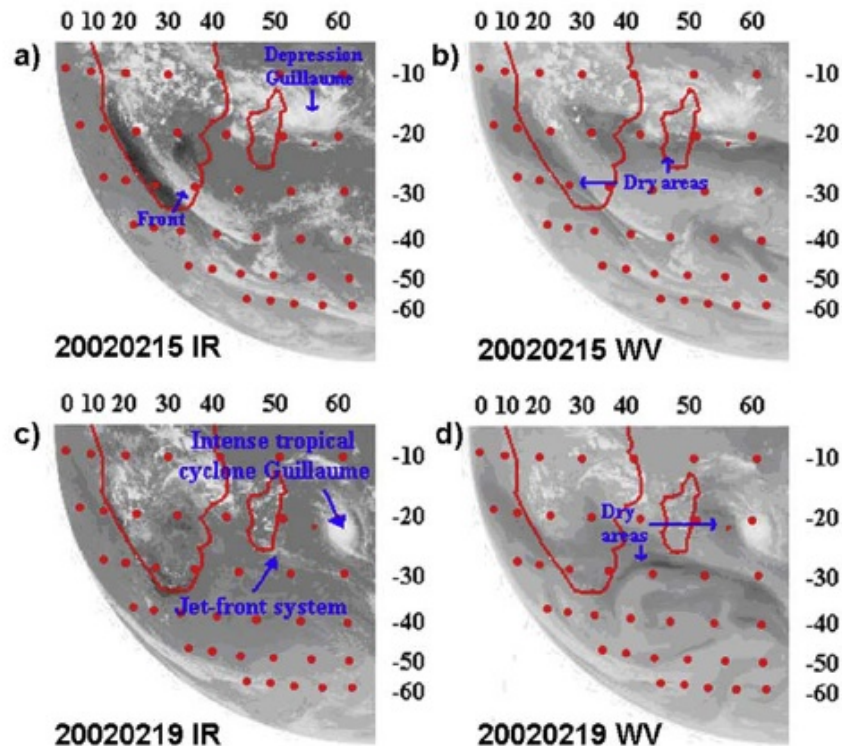 0 10 20 30 40 50 60
a)
Depression
Guillaume
-10
-20
-30
-40
-50
-60
Front
20020215 IR
0 10 20 30 40 50 60
b)
-10
-20
-30
-40
-50
-60
Dry areas
20020215 WV
0 10 20 30 40 50 60
c)
Intense tropical
cyclone Guillaume
-10
-20
-30
-40
-50
-60
Jet-front system
20020219 IR
0 10 20 30 40 50 60
d)
-10
-20
-30
-40
-50
-60
Dry
areas
20020219 WV